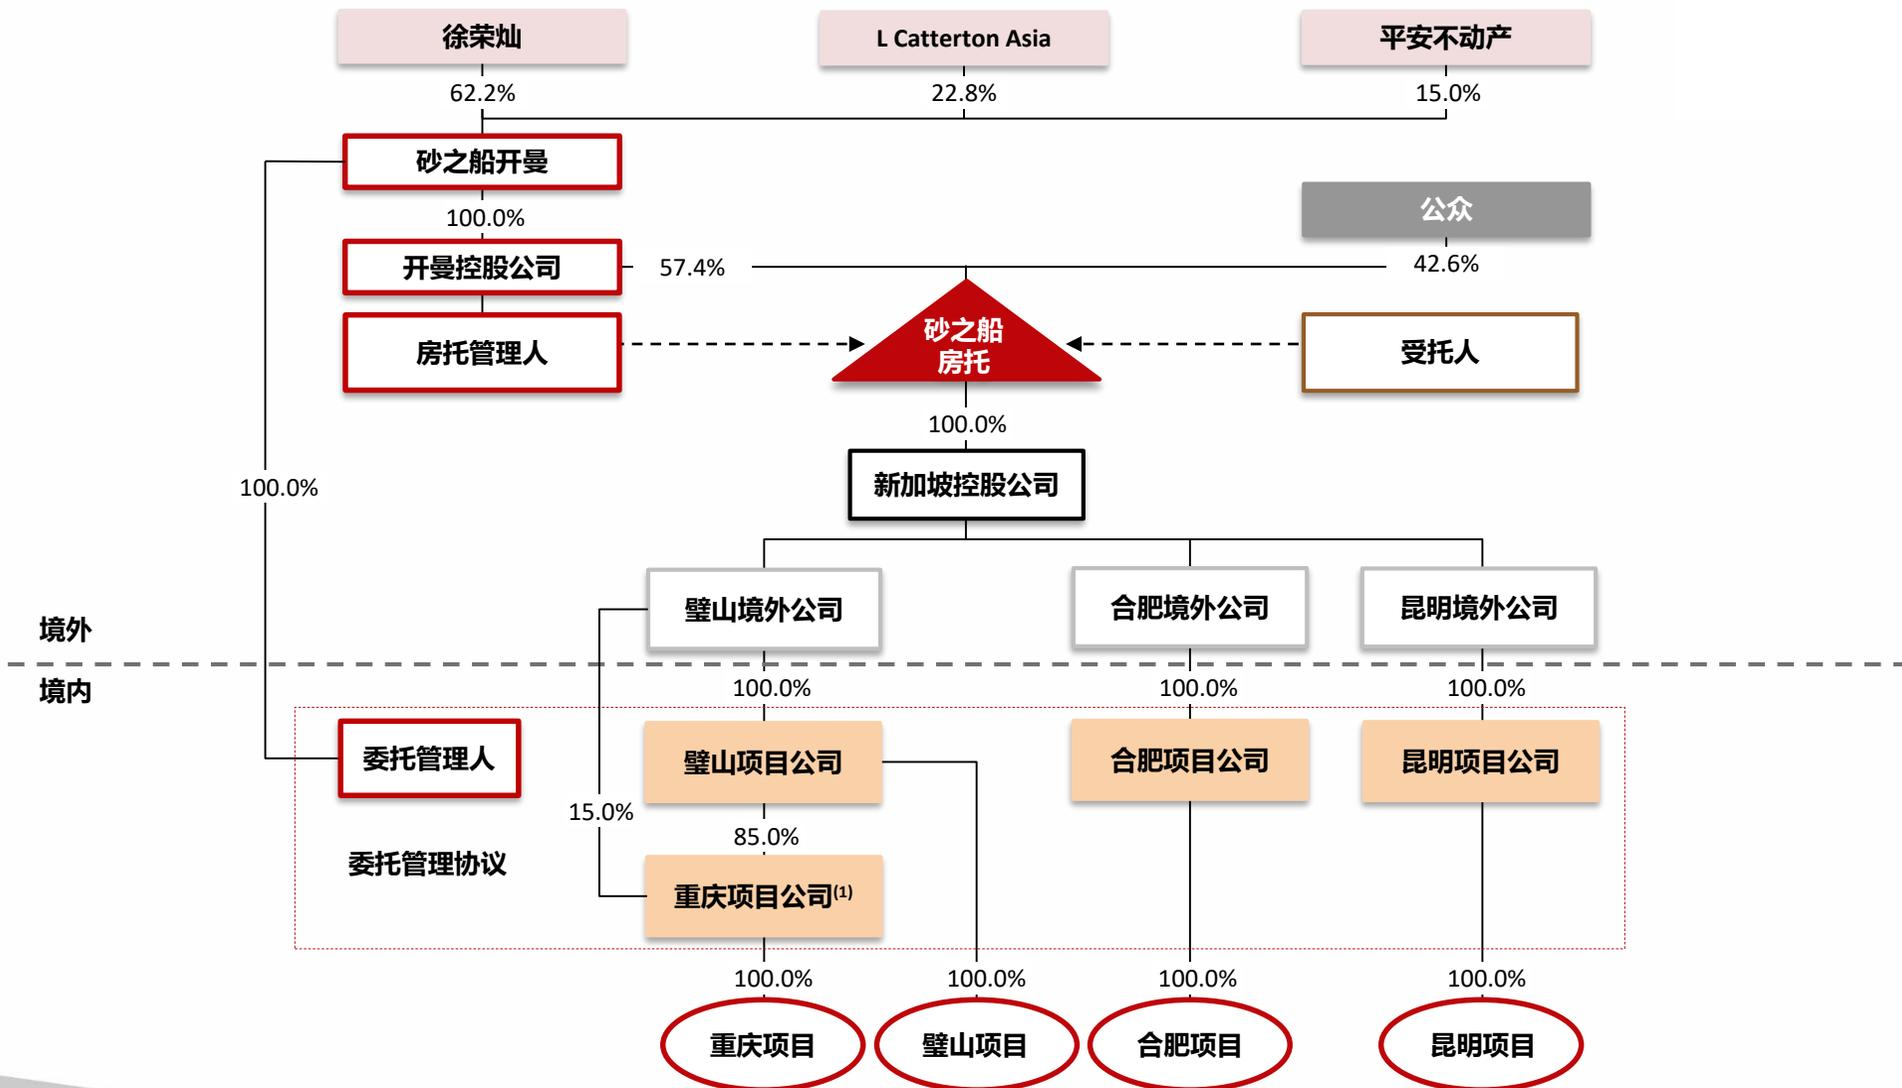 徐荣灿
L Catterton Asia
平安不动产
62.2%
22.8%
15.0%
砂之船开曼
100.0%
公众
开曼控股公司
57.4%
42.6%
房托管理人
砂之船
房托
受托人
100.0%
新加坡控股公司
100.0%
璧山境外公司
合肥境外公司
昆明境外公司
境外
境内
100.0%
100.0%
100.0%
委托管理人
璧山项目公司
合肥项目公司
昆明项目公司
15.0%
85.0%
委托管理协议
重庆项目公司(1)
100.0%
100.0%
100.0%
100.0%
重庆项目
璧山项目
合肥项目
昆明项目